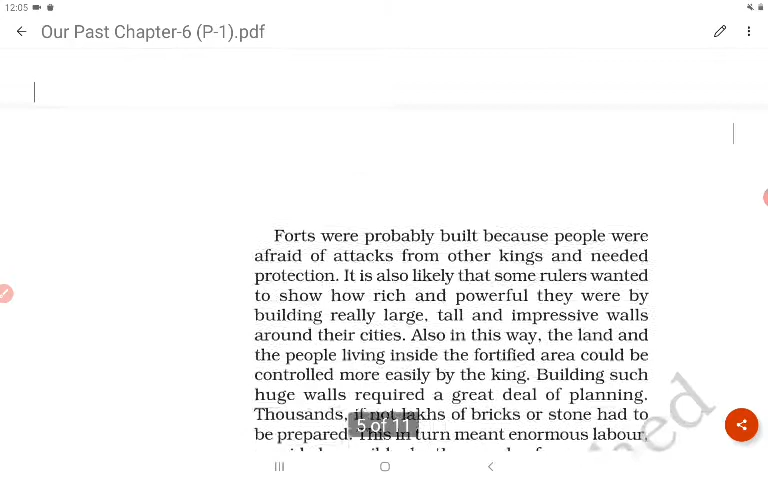 12:05
Our Past Chapter-6 (P-1).pdf
Forts were probably built because people were
afraid of attacks from other kings and needed
protection. It is also likely that some rulers wanted
to show how rich and powerful they were by
building really large, tall and impressive walls
around their cities. Also in this way, the land and
the people living inside the fortified area could be
controlled more easily by the king. Building such
huge walls required a great deal of planning.
Thousands, if not lakhs of bricks or stone had to
be prepared. This in turn meant enormous labour,
5 of 11